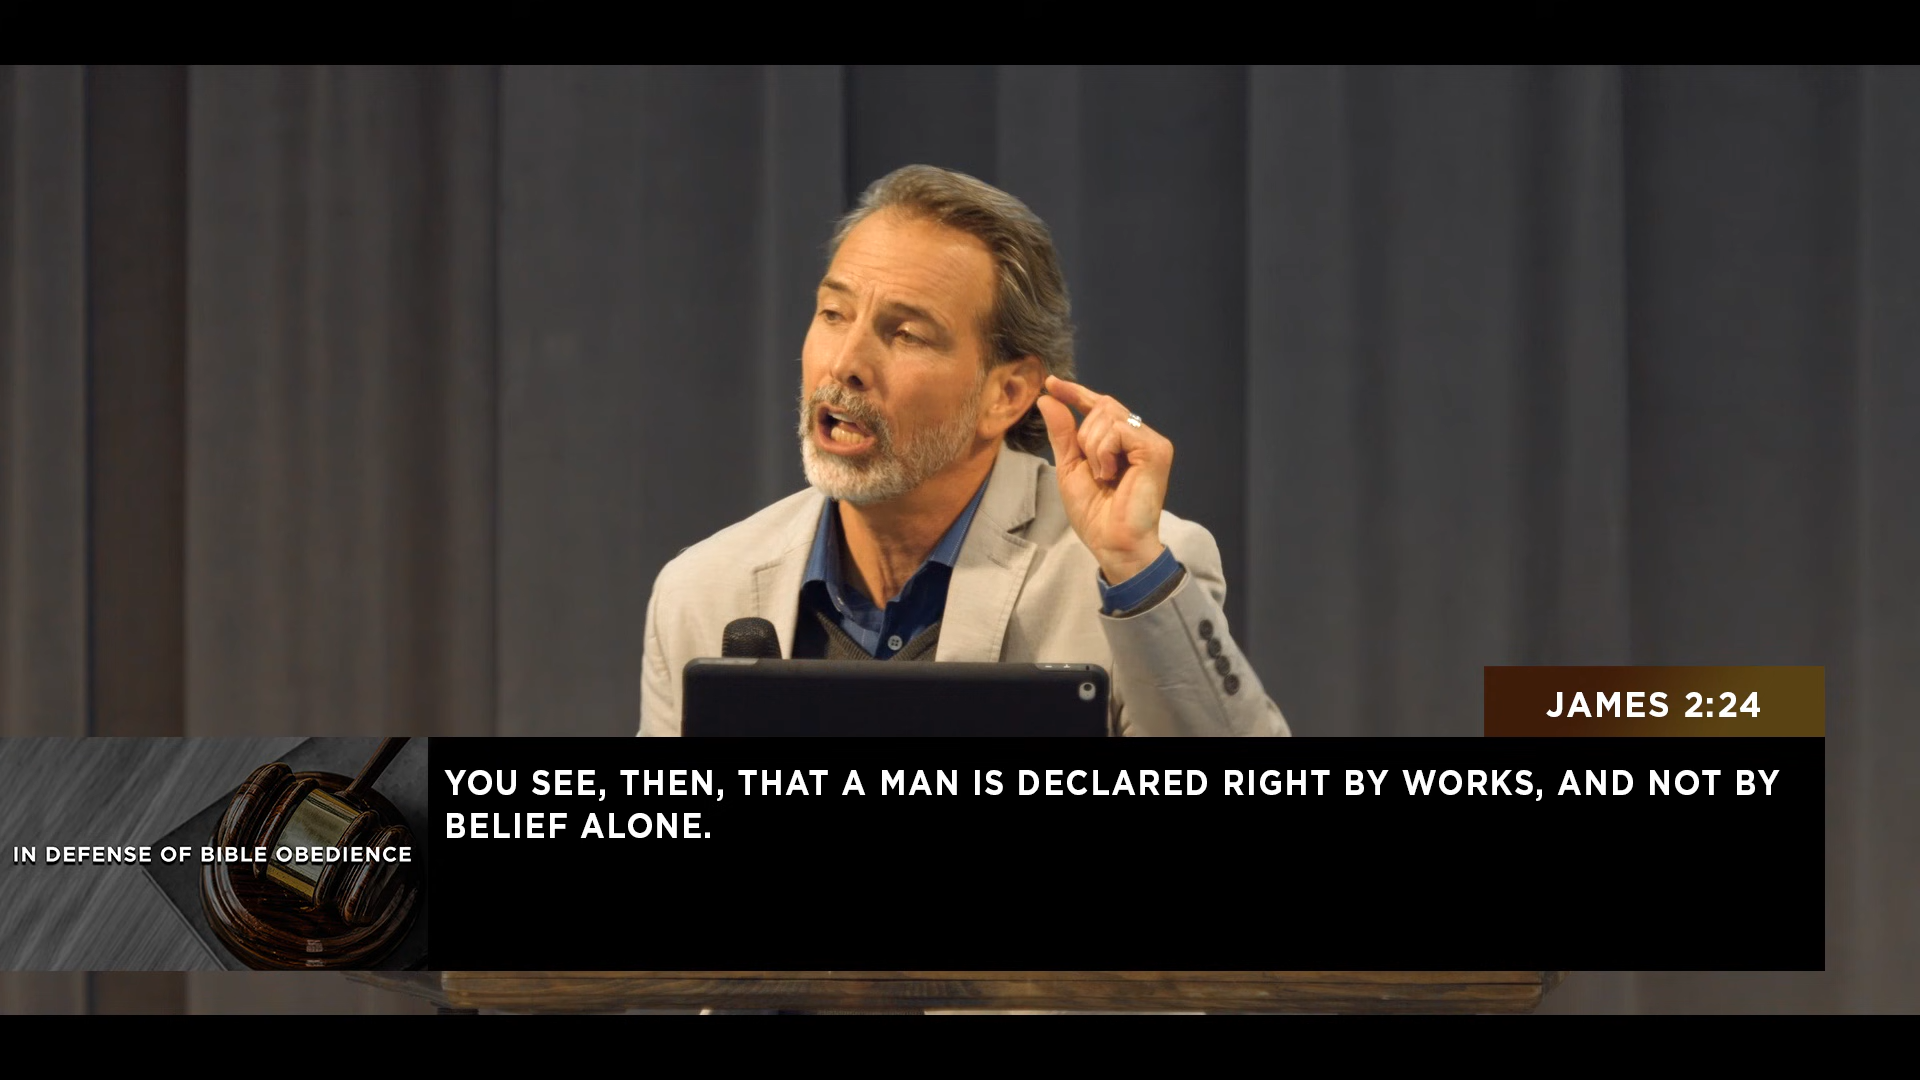 JAMES 2:24
YOU SEE, THEN, THAT A MAN IS DECLARED RIGHT BY WORKS, AND NOT BY
BELIEF ALONE.
IN DEFENSE OF BIBLE OBEDIENCE